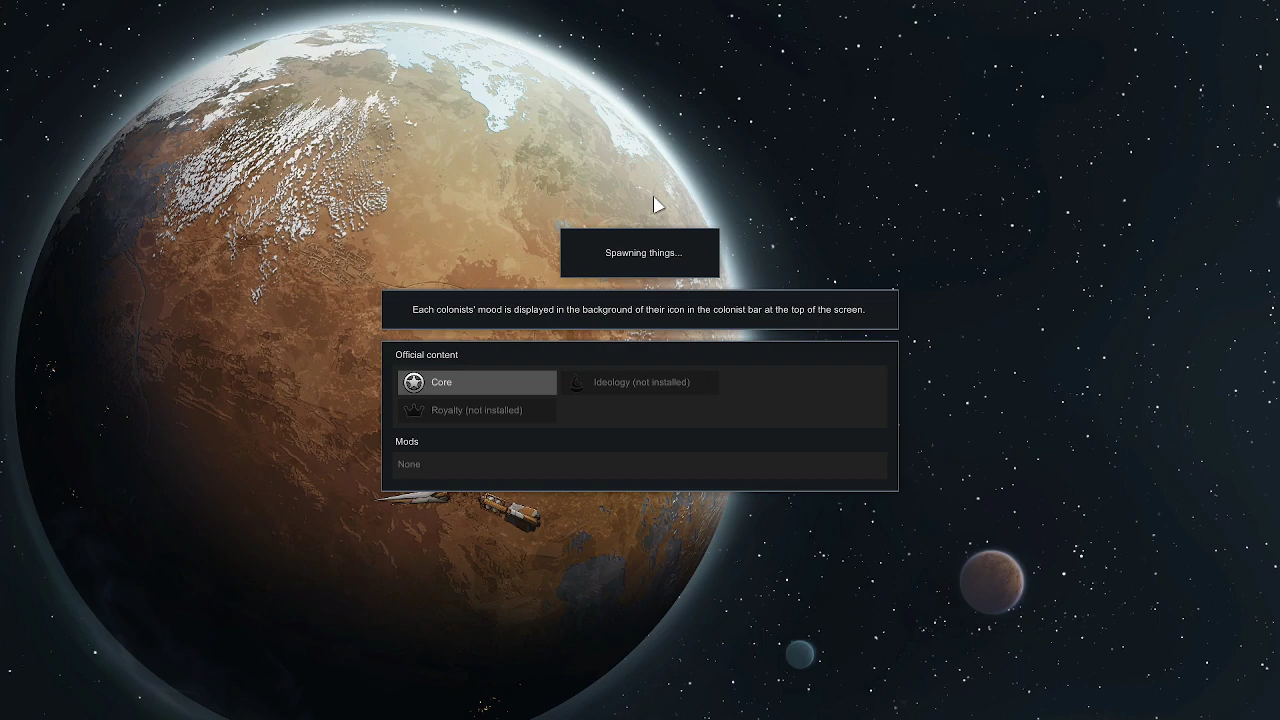 Spawning things...
Each colonists' mood is displayed in the background of their icon in the colonist bar at the top of the screen.
Official content
Core
Ideology (not installed)
Royalty (not installed)
Mods
None